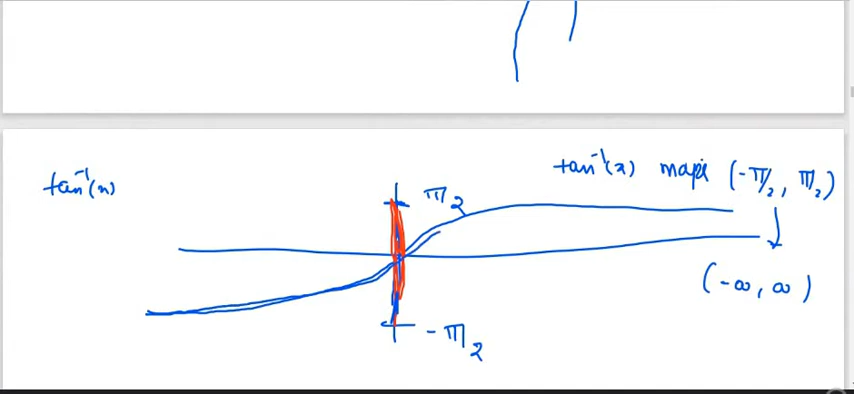 tan⁻¹(x)
tan⁻¹(x) maps (-π/2, π/2)
π/2
(-∞, ∞)
-π/2